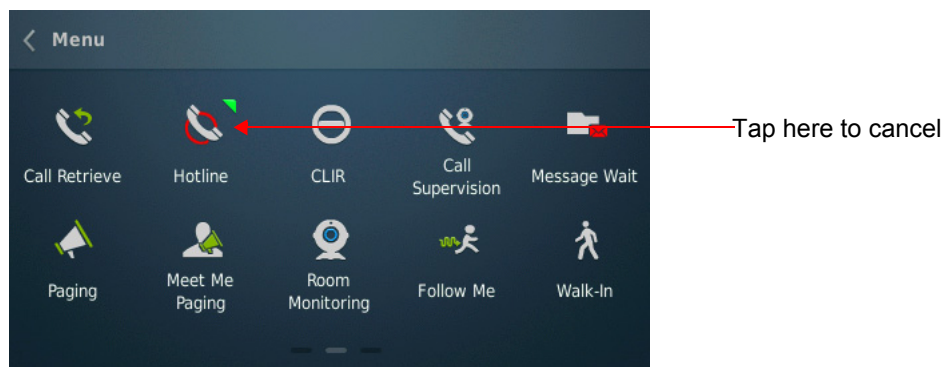 Menu
Tap here to cancel
Call Retrieve
Hotline
CLIR
Call
Supervision
Message Wait
Paging
Meet Me
Paging
Room
Monitoring
Follow Me
Walk-In